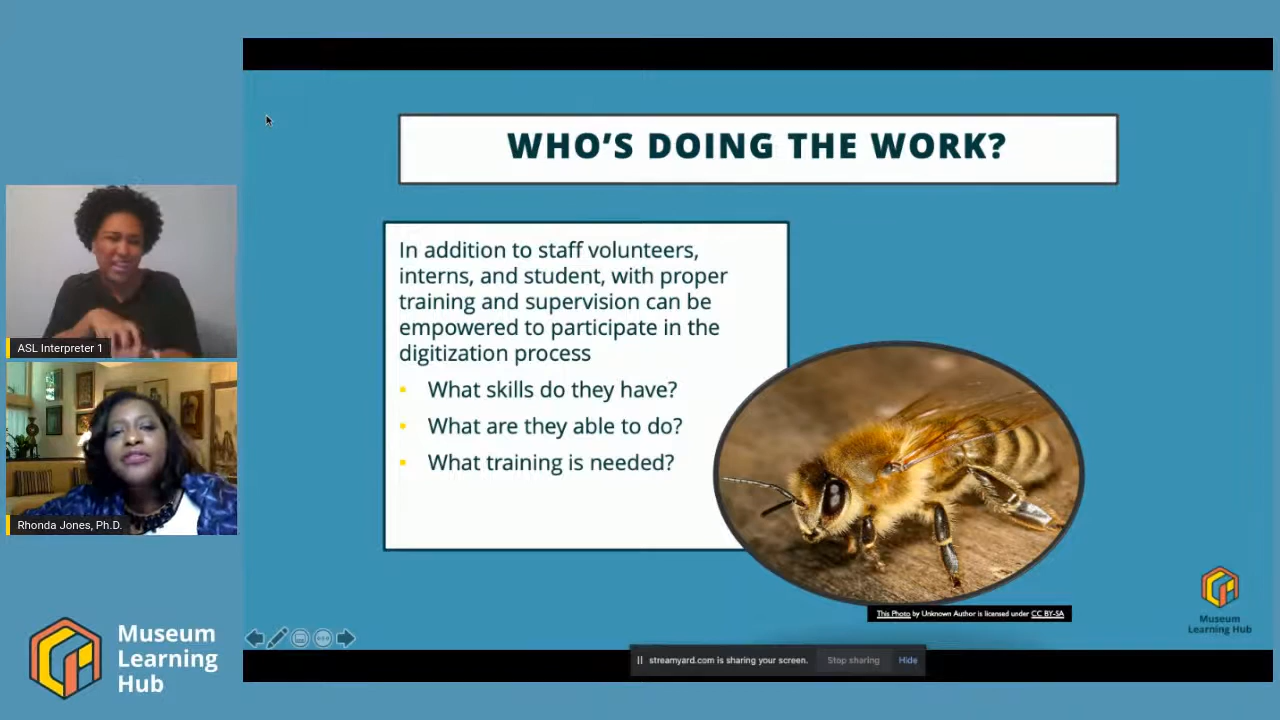 WHO'S DOING THE WORK?
In addition to staff volunteers,
interns, and student, with proper
training and supervision can be
empowered to participate in the
digitization process
▪ What skills do they have?
▪ What are they able to do?
▪ What training is needed?
This Photo by Unknown Author is licensed under CC BY-SA
Museum
Learning Hub
streamyard.com is sharing your screen. Stop sharing Hide
ASL Interpreter 1
Rhonda Jones, Ph.D.
Museum
Learning
Hub